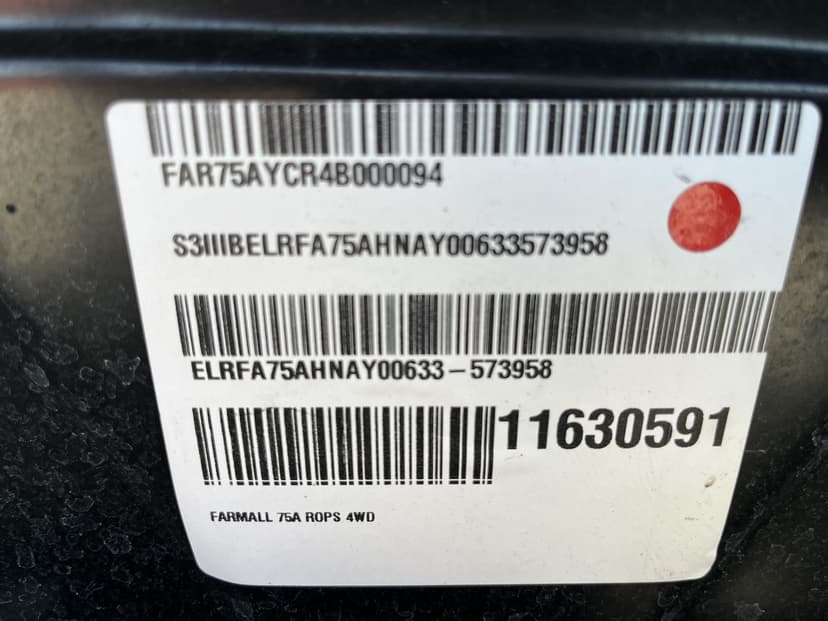 FAR75AYCR4B000094
S3IIIBELRFA75AHNAY00633573958
ELRFA75AHNAY00633-573958
11630591
FARMALL 75A ROPS 4WD